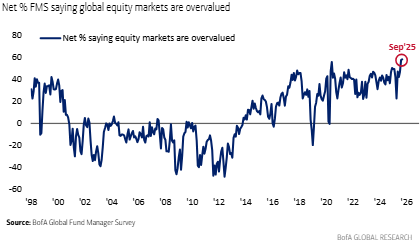 Net % FMS saying global equity markets are overvalued
80
Net % saying equity markets are overvalued
Sep'25
60
40
20
0
-20
-40
-60
'98 '00 '02 '04 '06 '08 '10 '12 '14 '16 '18 '20 '22 '24 '26
Source: BofA Global Fund Manager Survey
BofA GLOBAL RESEARCH